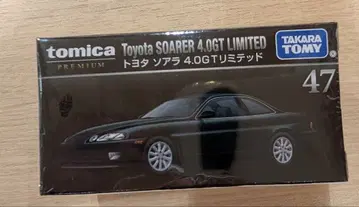 tomica
PREMIUM
Toyota SOARER 4.0GT LIMITED
トヨタ ソアラ 4.0GTリミテッド
TAKARA
TOMY
47